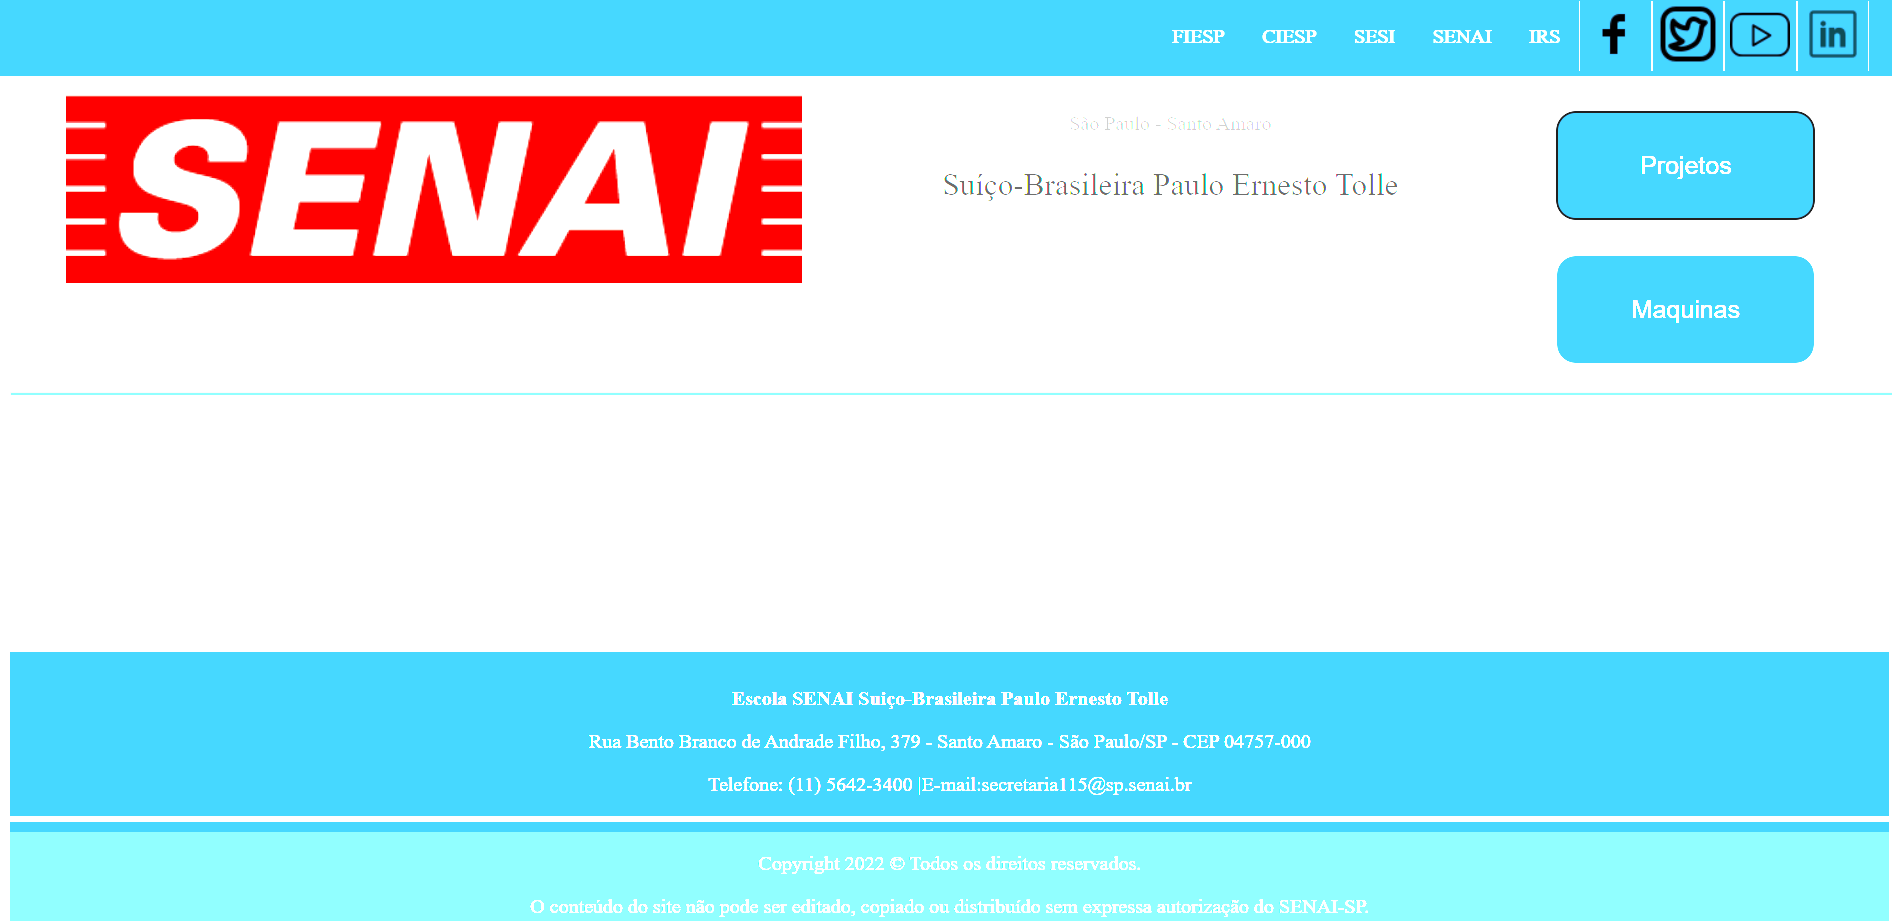 FIESP CIESP SESI SENAI IRS
SENAI
São Paulo - Santo Amaro
Suíço-Brasileira Paulo Ernesto Tolle
Projetos
Maquinas
Escola SENAI Suiço-Brasileira Paulo Ernesto Tolle
Rua Bento Branco de Andrade Filho, 379 - Santo Amaro - São Paulo/SP - CEP 04757-000
Telefone: (11) 5642-3400 |E-mail:secretaria115@sp.senai.br
Copyright 2022 © Todos os direitos reservados.
O conteúdo do site não pode ser editado, copiado ou distribuído sem expressa autorização do SENAI-SP.